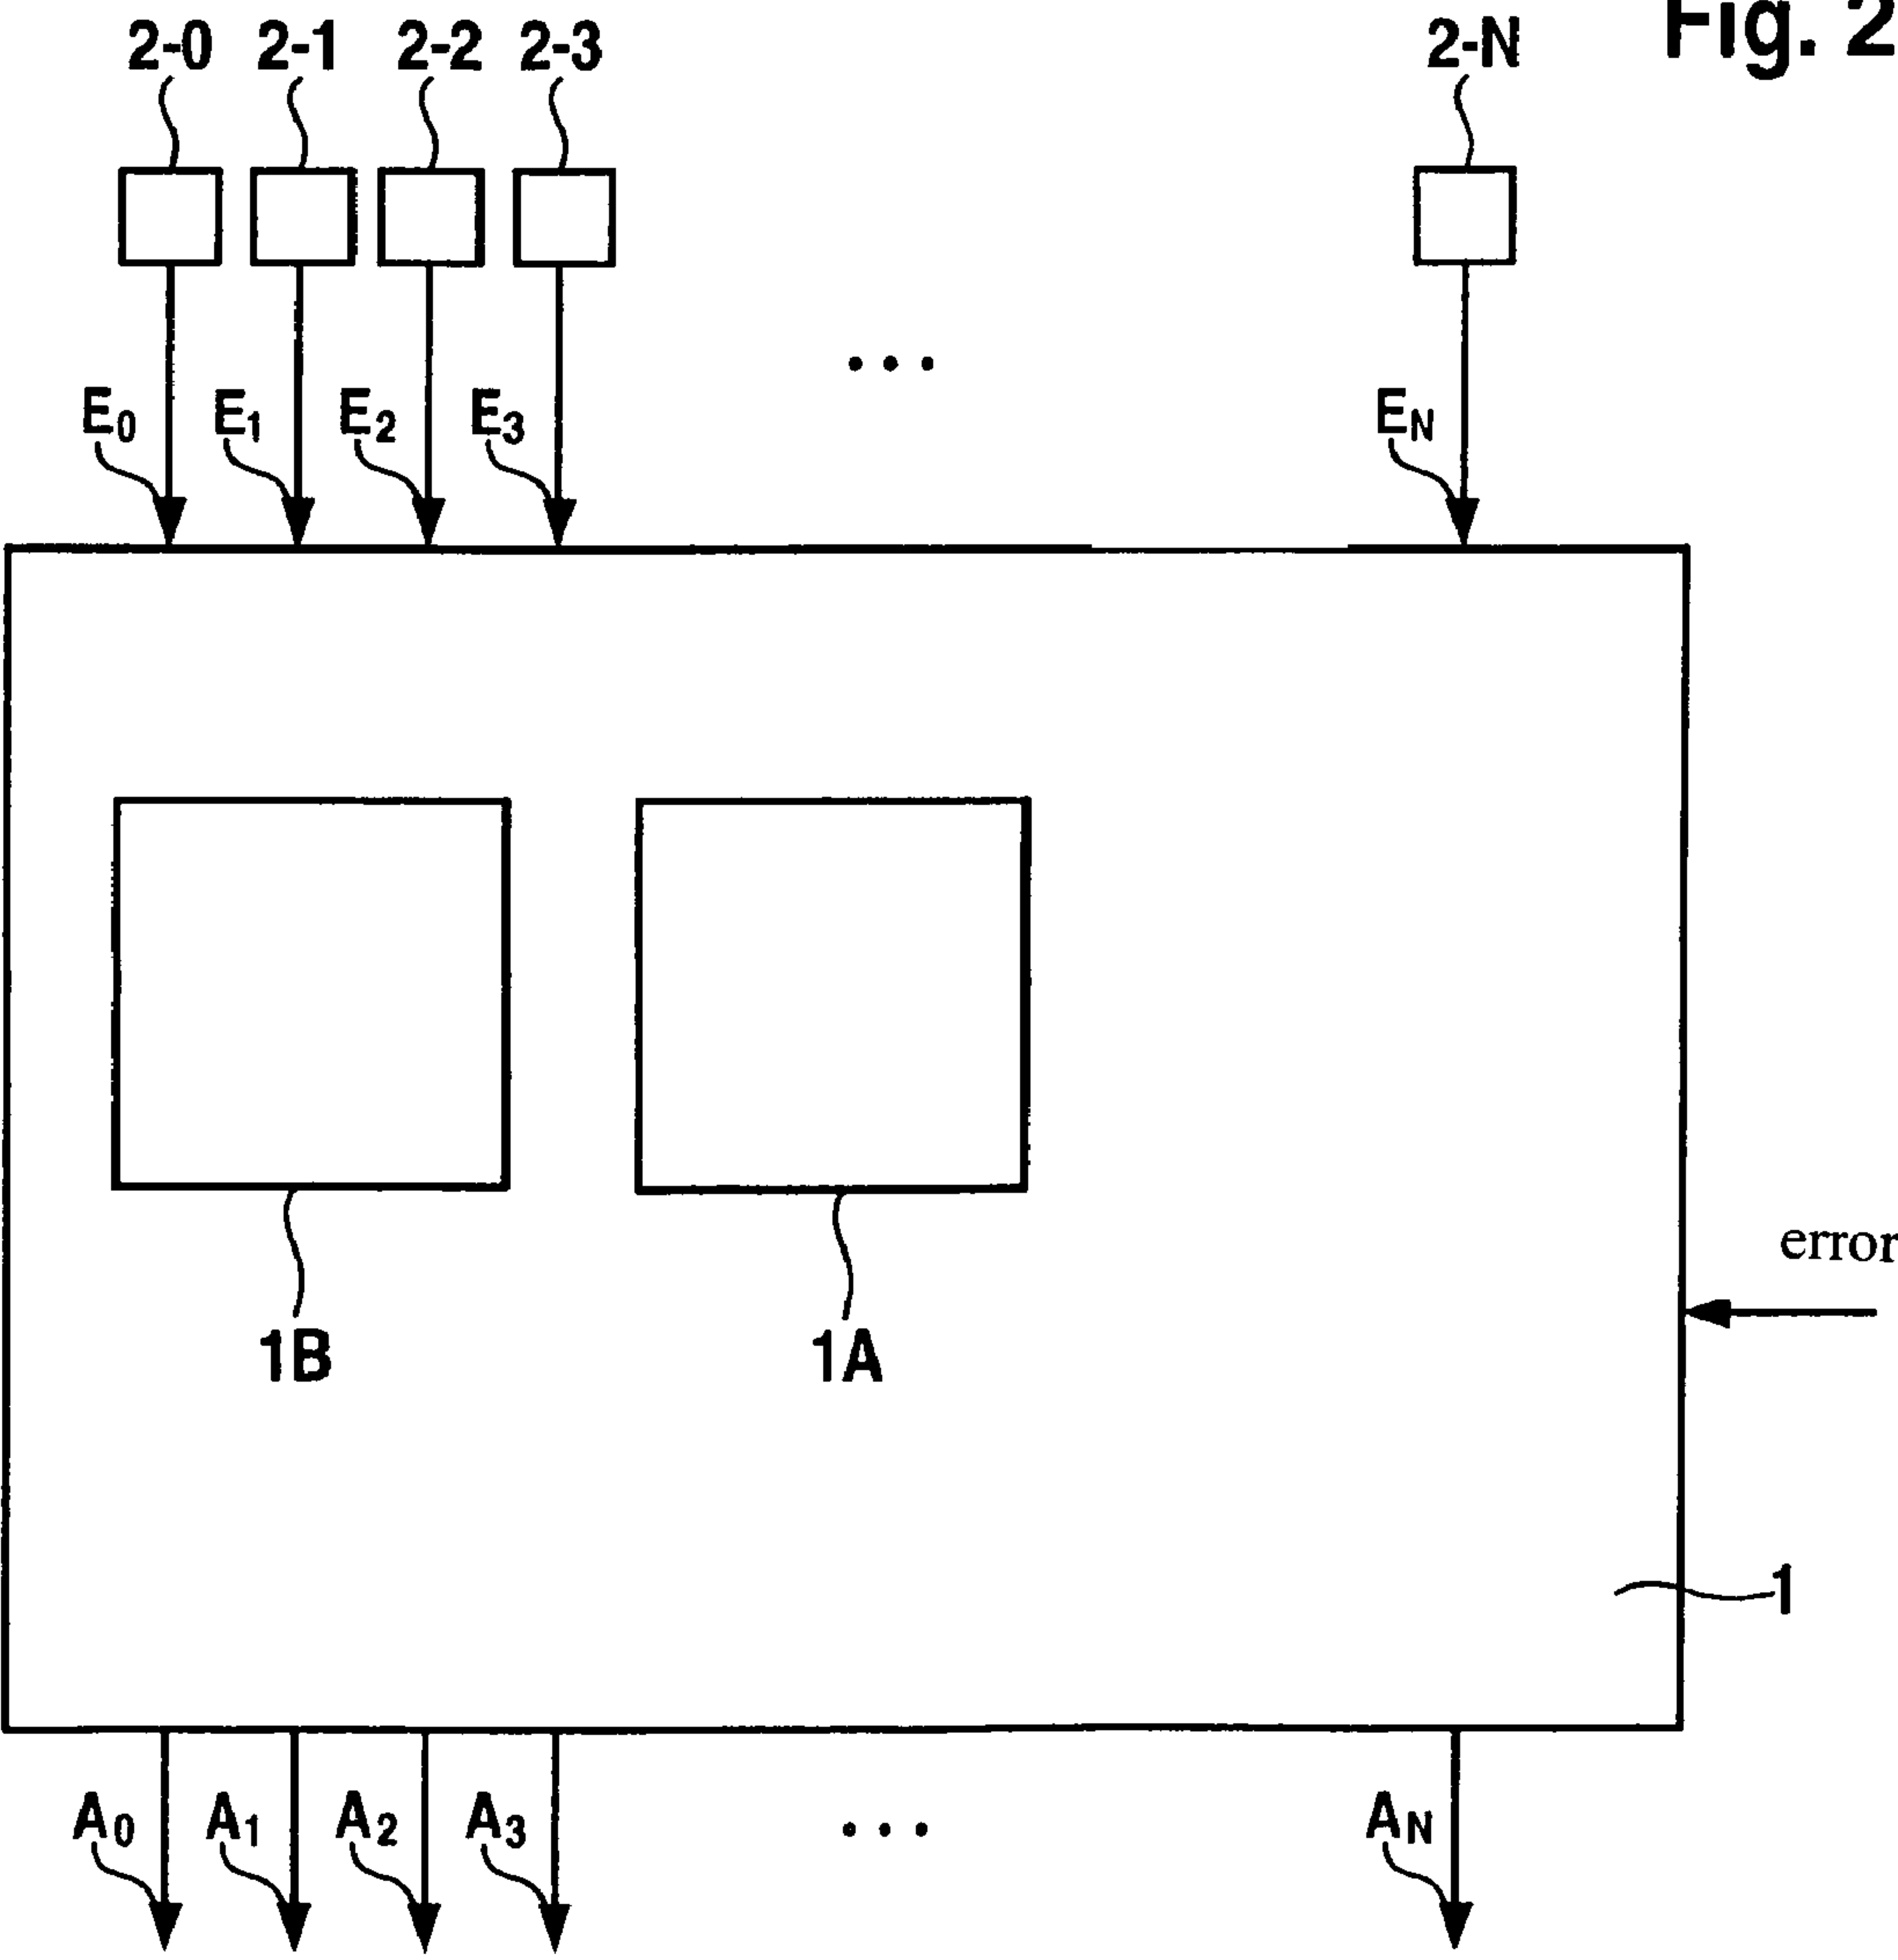 Fig. 2
2-0 2-1 2-2 2-3 2-N
E0 E1 E2 E3 ... EN
1B 1A
error
1
A0 A1 A2 A3 ... AN